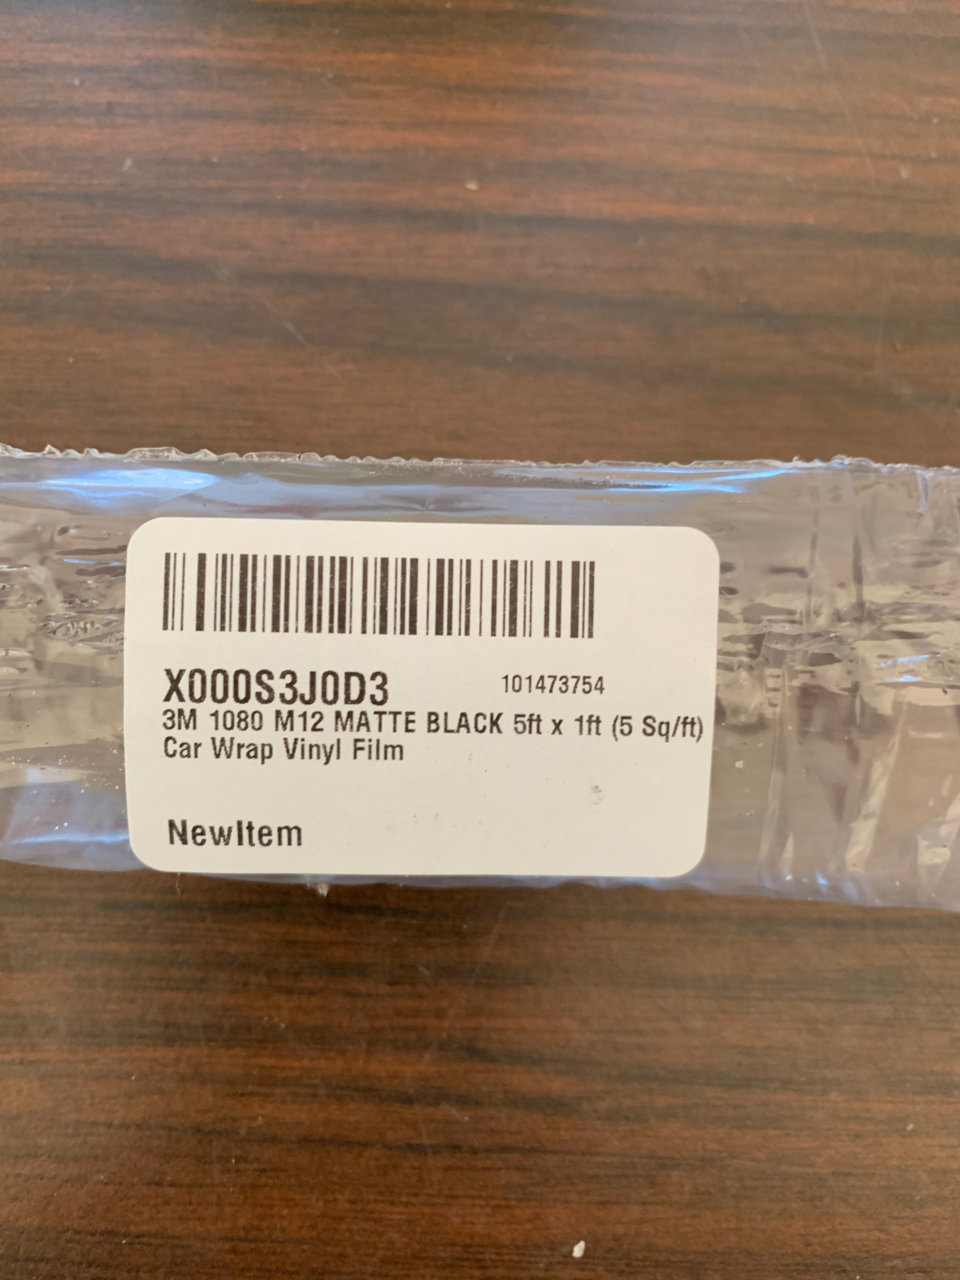 X000S3J0D3 101473754
3M 1080 M12 MATTE BLACK 5ft x 1ft (5 Sq/ft)
Car Wrap Vinyl Film
NewItem